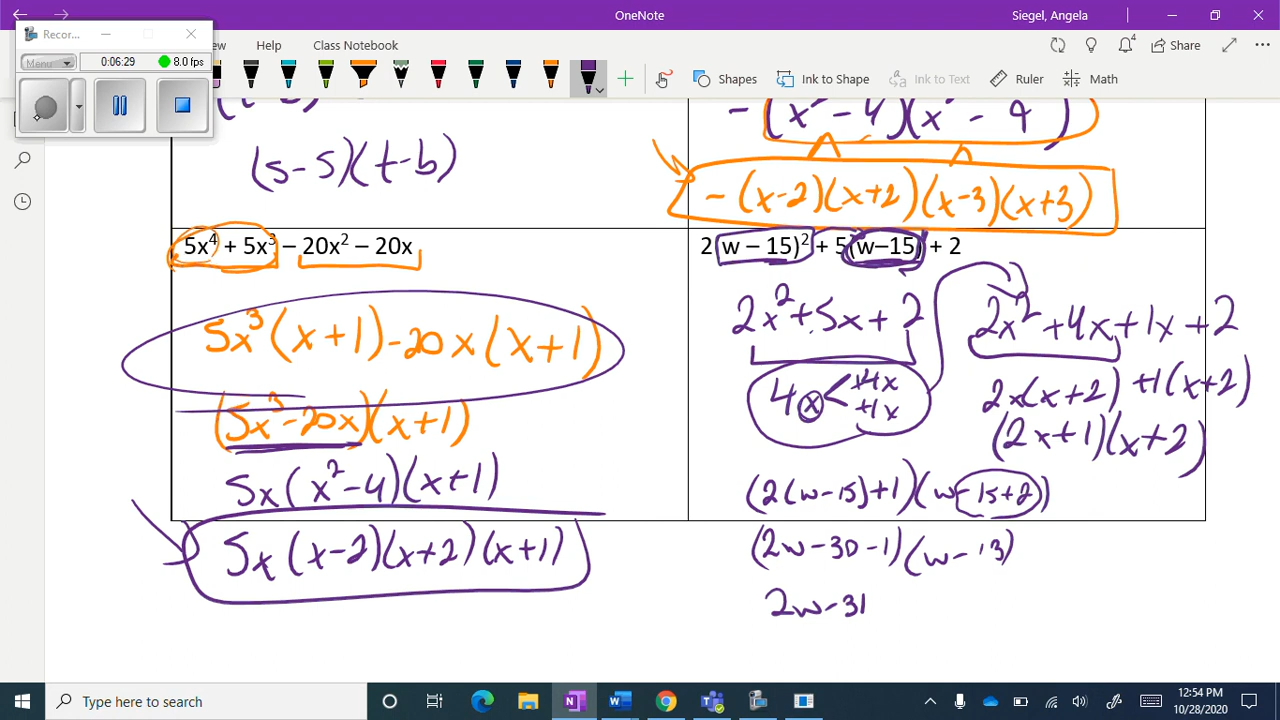 OneNote
Siegel, Angela
Recor...
Menu
0:06:29
8.0 fps
Help
Class Notebook
Share
Shapes
Ink to Shape
Ink to Text
Ruler
Math
- (x² - 4)(x² - 9)
(s-5)(t-b)
- (x-2)(x+2)(x-3)(x+3)
5x⁴ + 5x³ − 20x² − 20x
5x³(x+1)-20x(x+1)
(5x³-20x)(x+1)
5x(x²-4)(x+1)
5x(x-2)(x+2)(x+1)
2(w − 15)² + 5(w−15) + 2
2x²+5x+2
4x < +4x +1x
2x²+4x+1x+2
2x(x+2)+1(x+2)
(2x+1)(x+2)
(2(w-15)+1)(w-15+2)
(2w-30-1)(w-13)
2w-31
Type here to search
12:54 PM
10/28/2020